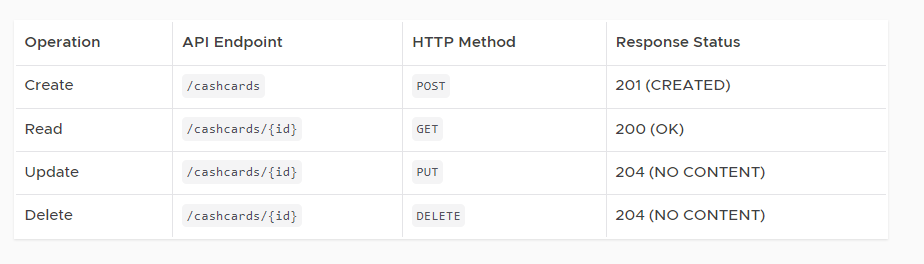 Operation API Endpoint HTTP Method Response Status
Create /cashcards POST 201 (CREATED)
Read /cashcards/{id} GET 200 (OK)
Update /cashcards/{id} PUT 204 (NO CONTENT)
Delete /cashcards/{id} DELETE 204 (NO CONTENT)